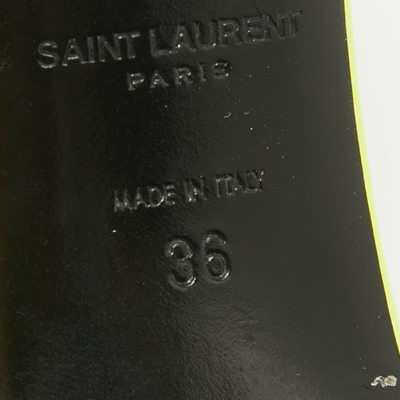 SAINT LAURENT
PARIS
MADE IN ITALY
36